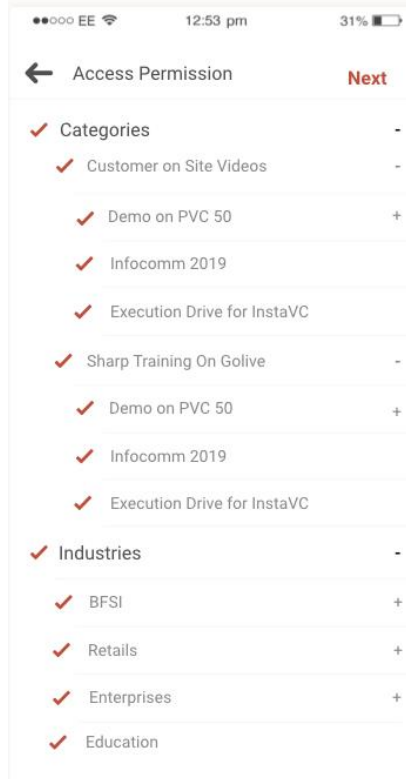 EE 12:53 pm 31%
Access Permission Next
Categories -
Customer on Site Videos -
Demo on PVC 50 +
Infocomm 2019
Execution Drive for InstaVC
Sharp Training On Golive -
Demo on PVC 50 +
Infocomm 2019
Execution Drive for InstaVC
Industries -
BFSI +
Retails +
Enterprises +
Education